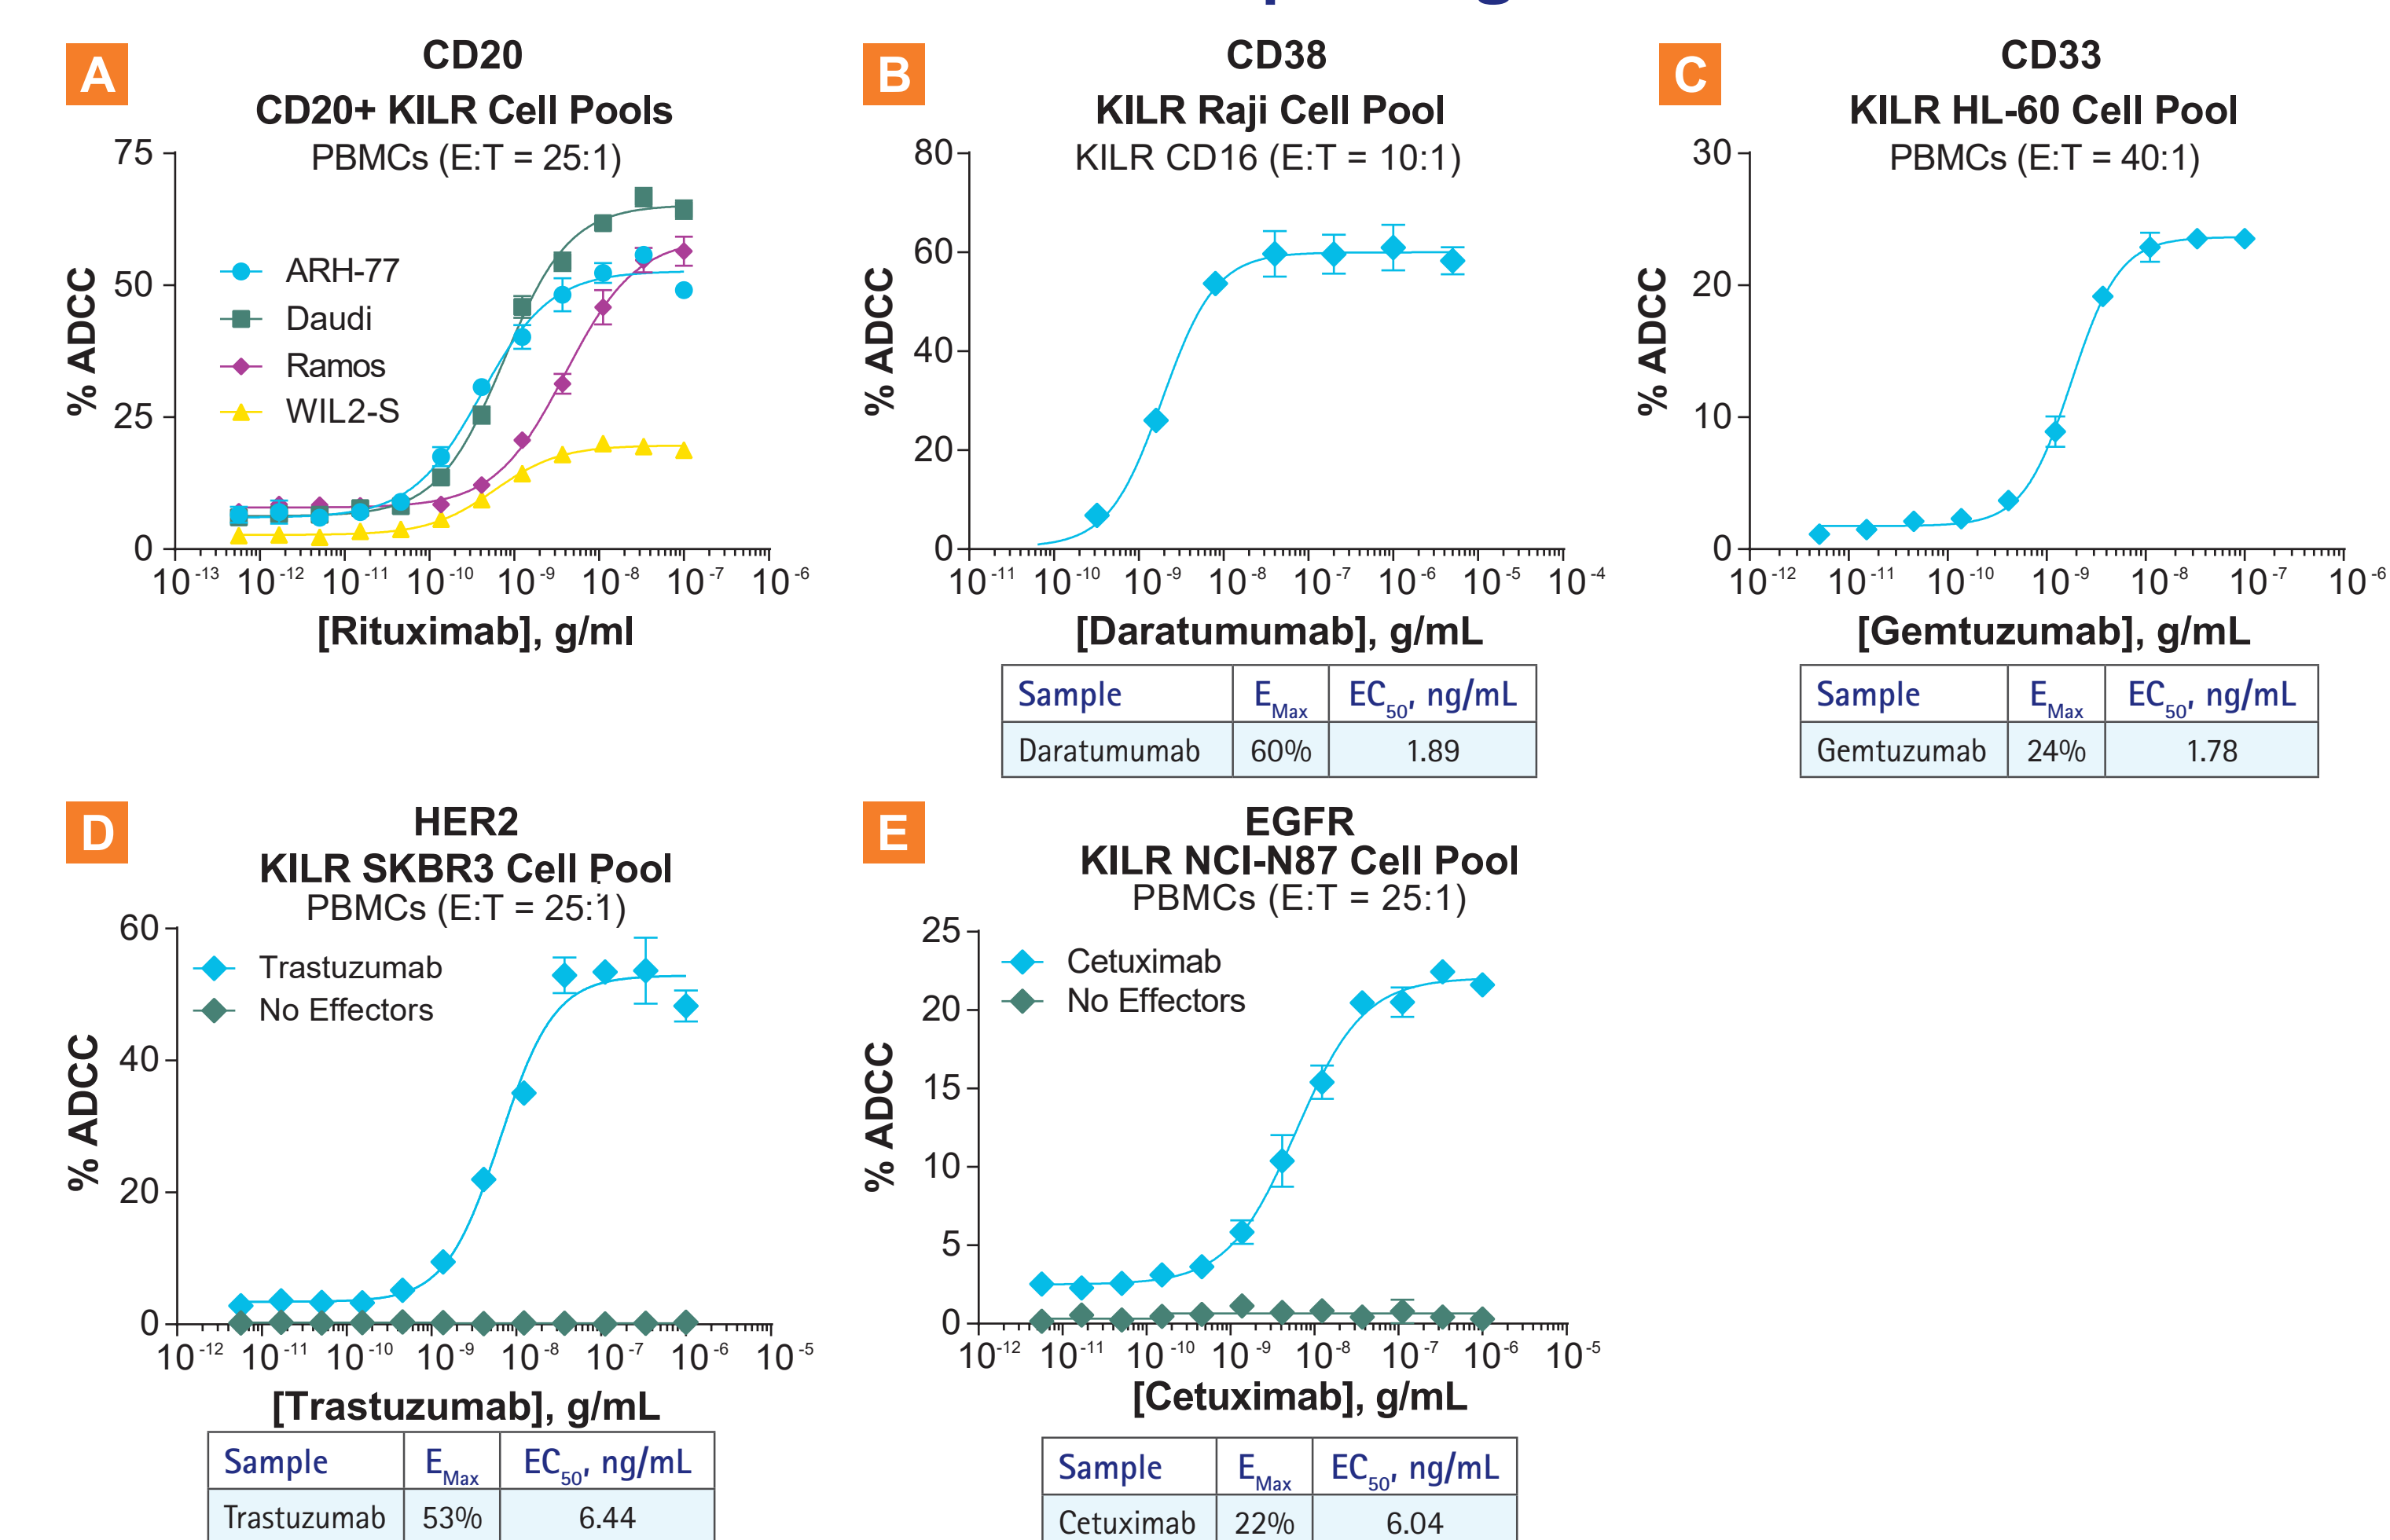 A
CD20
CD20+ KILR Cell Pools
PBMCs (E:T = 25:1)
75
50
25
0
% ADCC
ARH-77
Daudi
Ramos
WIL2-S
10-13 10-12 10-11 10-10 10-9 10-8 10-7 10-6
[Rituximab], g/ml
B
CD38
KILR Raji Cell Pool
KILR CD16 (E:T = 10:1)
80
60
40
20
0
% ADCC
10-11 10-10 10-9 10-8 10-7 10-6 10-5 10-4
[Daratumumab], g/mL
Sample EMax EC50, ng/mL
Daratumumab 60% 1.89
C
CD33
KILR HL-60 Cell Pool
PBMCs (E:T = 40:1)
30
20
10
0
% ADCC
10-12 10-11 10-10 10-9 10-8 10-7 10-6
[Gemtuzumab], g/mL
Sample EMax EC50, ng/mL
Gemtuzumab 24% 1.78
D
HER2
KILR SKBR3 Cell Pool
PBMCs (E:T = 25:1)
60
40
20
0
% ADCC
Trastuzumab
No Effectors
10-12 10-11 10-10 10-9 10-8 10-7 10-6 10-5
[Trastuzumab], g/mL
Sample EMax EC50, ng/mL
Trastuzumab 53% 6.44
E
EGFR
KILR NCI-N87 Cell Pool
PBMCs (E:T = 25:1)
25
20
15
10
5
0
% ADCC
Cetuximab
No Effectors
10-12 10-11 10-10 10-9 10-8 10-7 10-6 10-5
[Cetuximab], g/mL
Sample EMax EC50, ng/mL
Cetuximab 22% 6.04